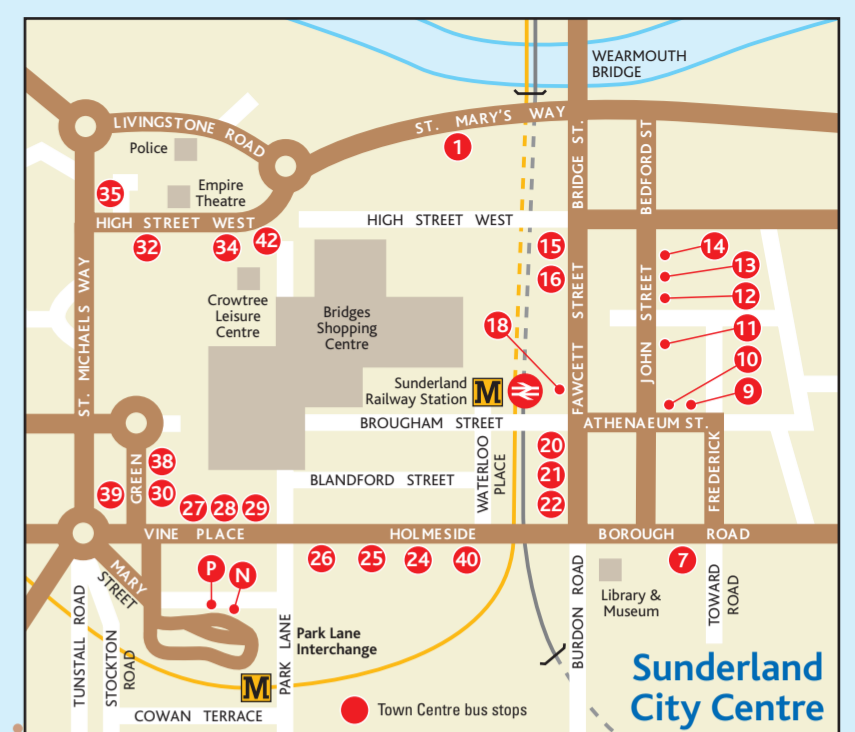 WEARMOUTH
BRIDGE
LIVINGSTONE ROAD
ST. MARY'S WAY
Police
1
BRIDGE ST.
BEDFORD ST
35
Empire
Theatre
HIGH STREET WEST
HIGH STREET WEST
32
34
42
15
14
16
13
12
ST. MICHAELS WAY
Crowtree
Leisure
Centre
Bridges
Shopping
Centre
18
FAWCETT STREET
JOHN STREET
11
10
9
Sunderland
Railway Station
M
BROUGHAM STREET
ATHENAEUM ST.
GREEN
38
39
30
BLANDFORD STREET
WATERLOO
PLACE
20
21
22
FREDERICK
27
28
29
VINE PLACE
HOLMESIDE
BOROUGH ROAD
26
25
24
40
7
MARY
STREET
P
N
Library &
Museum
TUNSTALL ROAD
STOCKTON
ROAD
PARK LANE
Park Lane
Interchange
BURDON ROAD
TOWARD
ROAD
M
COWAN TERRACE
Town Centre bus stops
Sunderland
City Centre